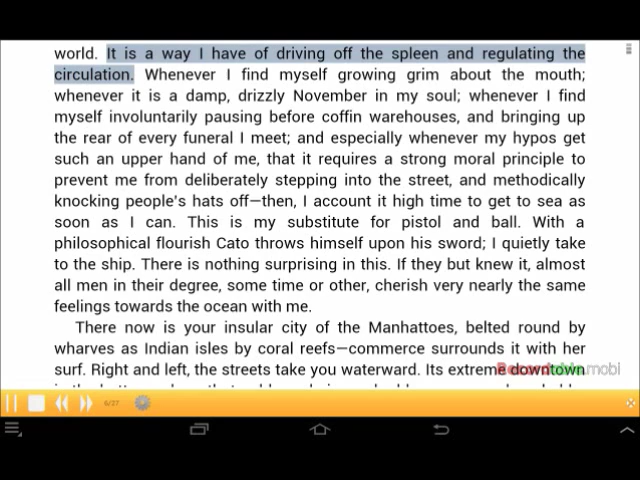 world. It is a way I have of driving off the spleen and regulating the
circulation. Whenever I find myself growing grim about the mouth;
whenever it is a damp, drizzly November in my soul; whenever I find
myself involuntarily pausing before coffin warehouses, and bringing up
the rear of every funeral I meet; and especially whenever my hypos get
such an upper hand of me, that it requires a strong moral principle to
prevent me from deliberately stepping into the street, and methodically
knocking people's hats off—then, I account it high time to get to sea as
soon as I can. This is my substitute for pistol and ball. With a
philosophical flourish Cato throws himself upon his sword; I quietly take
to the ship. There is nothing surprising in this. If they but knew it, almost
all men in their degree, some time or other, cherish very nearly the same
feelings towards the ocean with me.
There now is your insular city of the Manhattoes, belted round by
wharves as Indian isles by coral reefs—commerce surrounds it with her
surf. Right and left, the streets take you waterward. Its extreme downtown
6/27